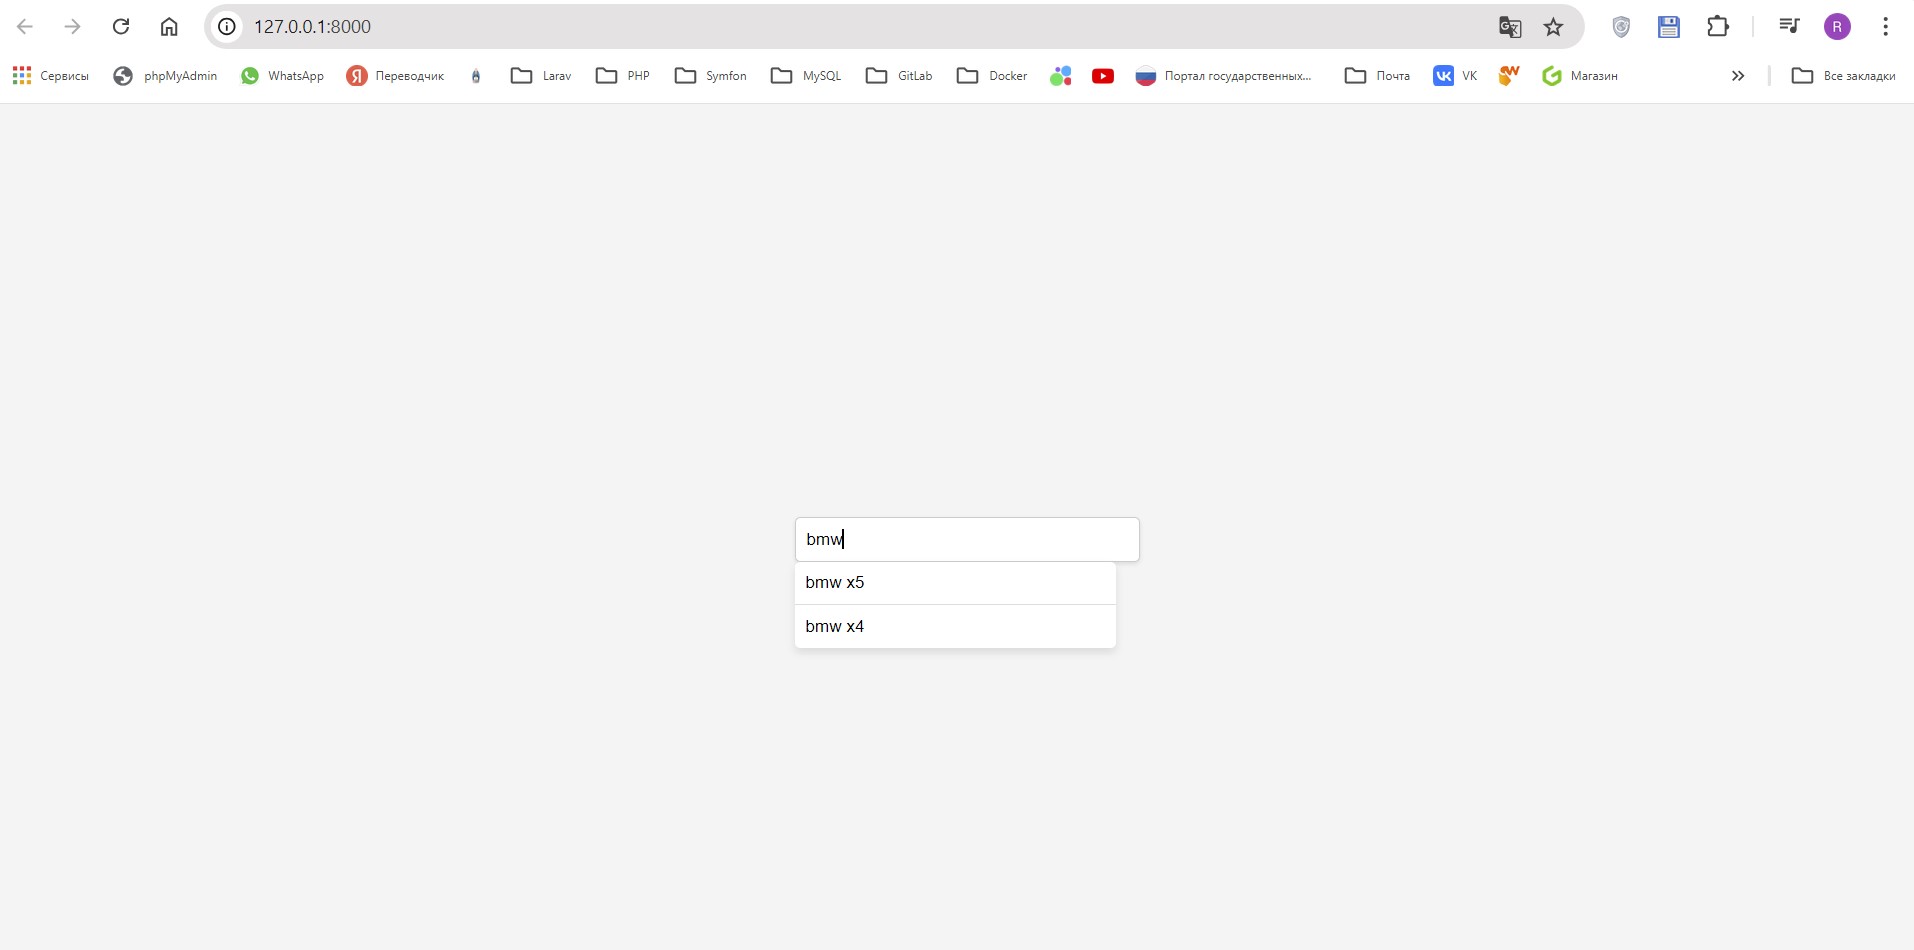 127.0.0.1:8000
R
Сервисы phpMyAdmin WhatsApp Я Переводчик Larav PHP Symfon MySQL GitLab Docker Портал государственных... Почта VK Магазин » Все закладки
bmw
bmw x5
bmw x4